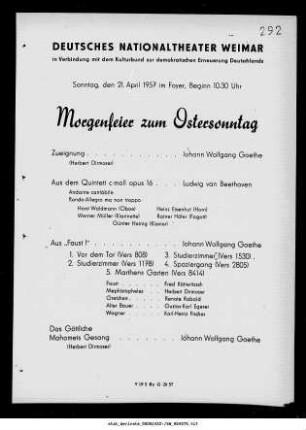 292
DEUTSCHES NATIONALTHEATER WEIMAR
in Verbindung mit dem Kulturbund zur demokratischen Erneuerung Deutschlands
Sonntag, den 21. April 1957 im Foyer, Beginn 10.30 Uhr
Morgenfeier zum Ostersonntag
Zueignung . . . . . . . . . . . . Johann Wolfgang Goethe
(Herbert Dirmoser)
Aus dem Quintett c-moll opus 16 . . . Ludwig van Beethoven
Andante cantabile
Rondo-Allegro ma non troppo
Horst Waldmann (Oboe) Heinz Eisenhut (Horn)
Werner Müller (Klarinette) Rainer Häfer (Fagott)
Günter Heinig (Klavier)
Aus „Faust I“ . . . . . . . . . . Johann Wolfgang Goethe
1. Vor dem Tor (Vers 808) 3. Studierzimmer (Vers 1530)
2. Studierzimmer (Vers 1178) 4. Spaziergang (Vers 2805)
5. Marthens Garten (Vers 3414)
Faust . . . . . Fred
Mephistopheles . . Herbert Dirmoser
Gretchen . . . . Renate
Alter Bauer . . . Gustav-Karl Egerer
Wagner . . . . Karl-Heinz
Das Göttliche
Mahomets Gesang . . . . . . . . Johann Wolfgang Goethe
(Herbert Dirmoser)